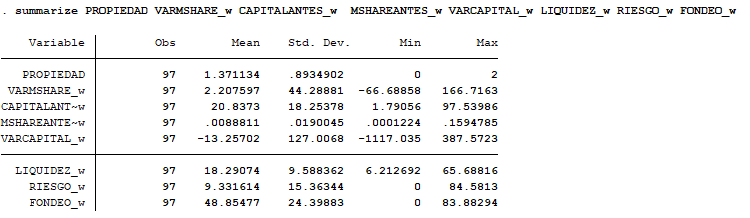 . summarize PROPIEDAD VARMSHARE_w CAPITALANTES_w  MSHAREANTES_w VARCAPITAL_w LIQUIDEZ_w RIESGO_w FONDEO_w
Variable | Obs Mean Std. Dev. Min Max
PROPIEDAD | 97 1.371134 .8934902 0 2
VARMSHARE_w | 97 2.207597 44.28881 -66.68858 166.7163
CAPITALANT~w | 97 20.8373 18.25378 1.79056 97.53986
MSHAREANTE~w | 97 .0088811 .0190045 .0001224 .1594785
VARCAPITAL_w | 97 -13.25702 127.0068 -1117.035 387.5723
LIQUIDEZ_w | 97 18.29074 9.588362 6.212692 65.68816
RIESGO_w | 97 9.331614 15.36344 0 84.5813
FONDEO_w | 97 48.85477 24.39883 0 83.88294